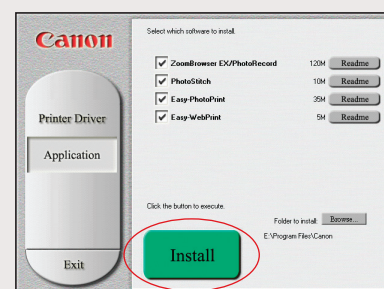 Canon
Select which software to install.
ZoomBrowser EX/PhotoRecord 120M Readme
PhotoStitch 10M Readme
Easy-PhotoPrint 35M Readme
Easy-WebPrint 5M Readme
Printer Driver
Application
Click the button to execute.
Folder to install: Browse...
E:\Program Files\Canon
Install
Exit